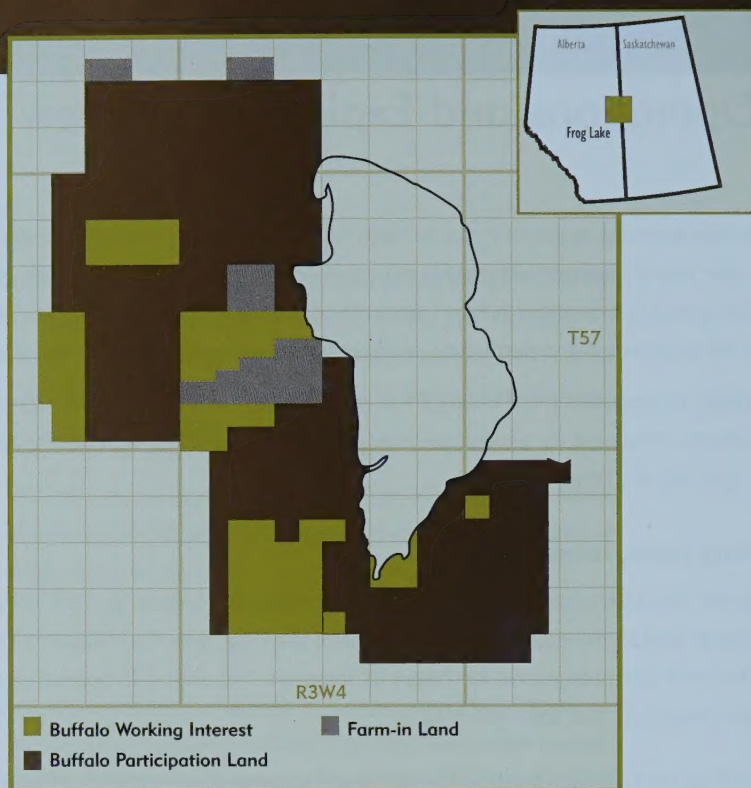 Alberta
Saskatchewan
Frog Lake
T57
R3W4
Buffalo Working Interest
Farm-in Land
Buffalo Participation Land